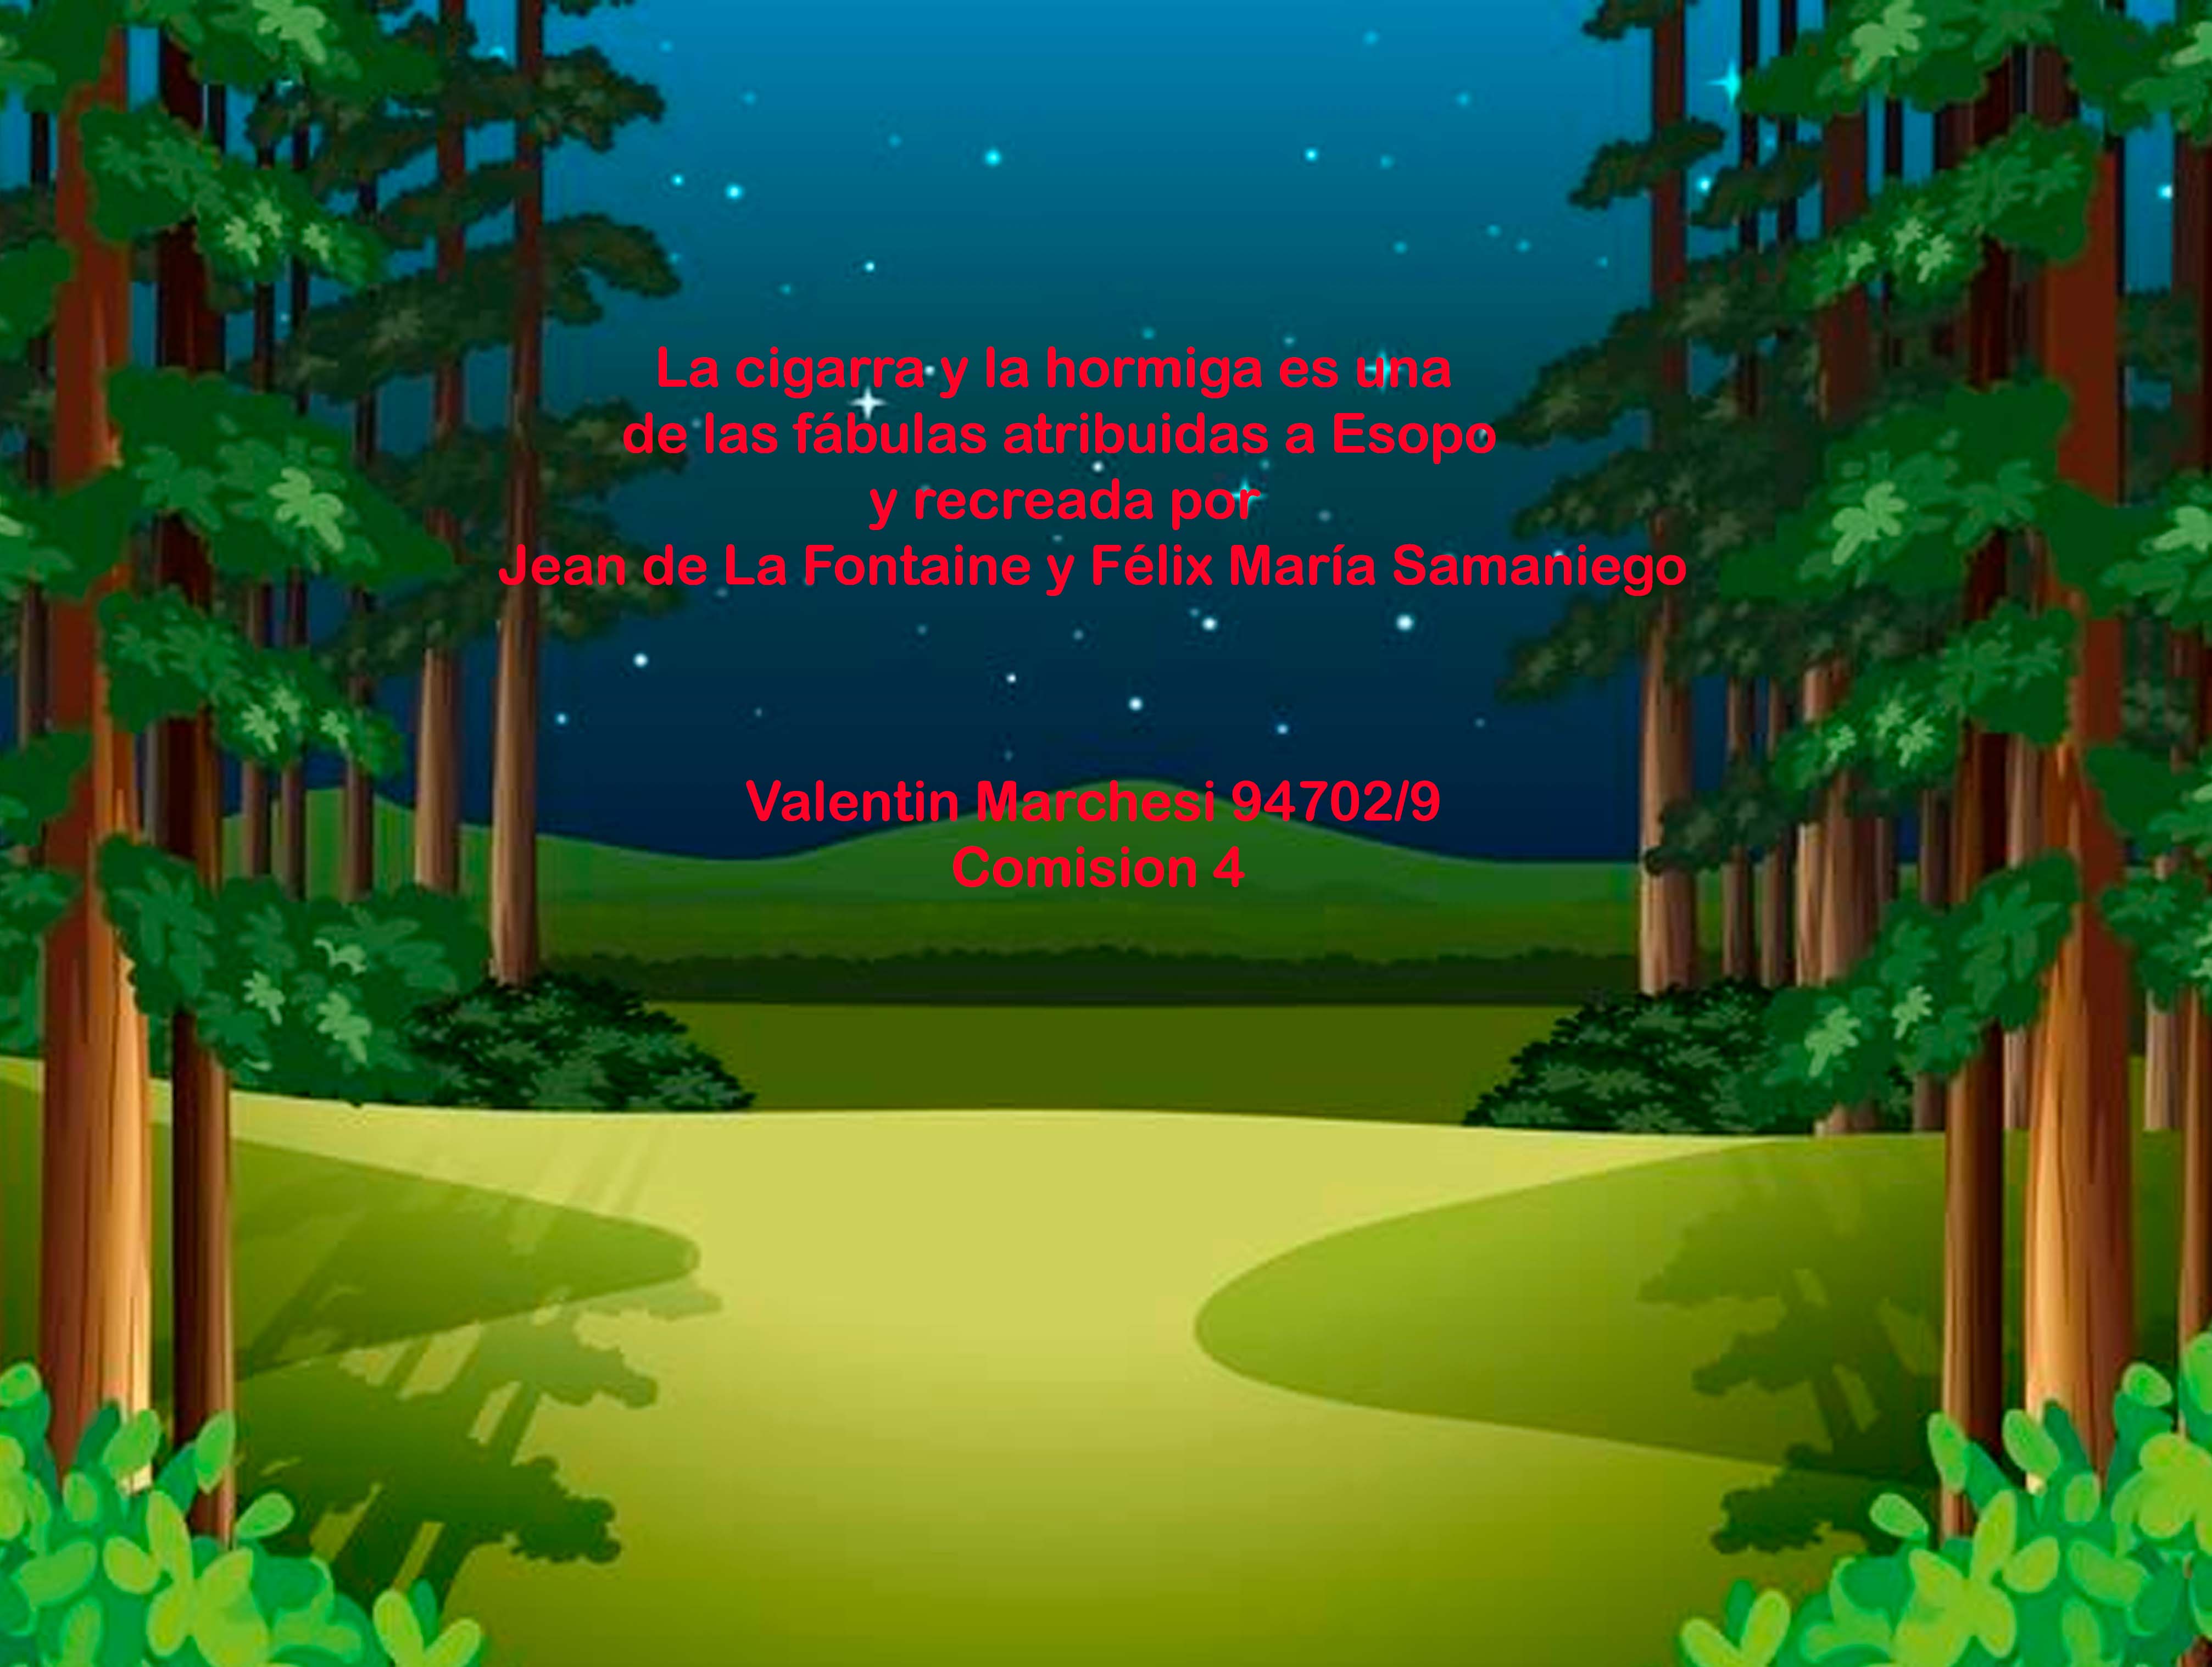 La cigarra y la hormiga es una
de las fábulas atribuidas a Esopo
y recreada por
Jean de La Fontaine y Félix María Samaniego
Valentin Marchesi 94702/9
Comision 4